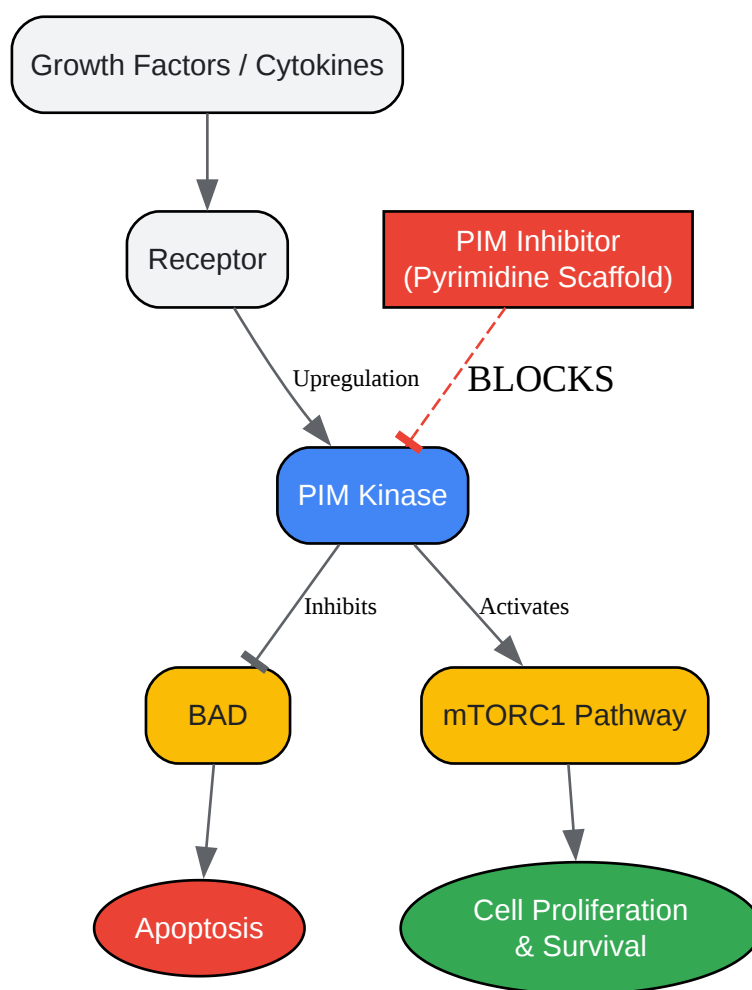 Growth Factors / Cytokines
Receptor
PIM Inhibitor
(Pyrimidine Scaffold)
Upregulation
BLOCKS
PIM Kinase
Inhibits
Activates
BAD
mTORC1 Pathway
Apoptosis
Cell Proliferation
& Survival